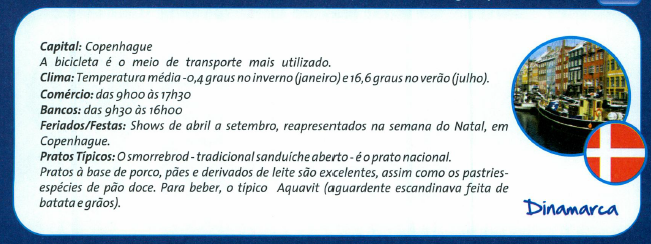 Capital: Copenhague
A bicicleta é o meio de transporte mais utilizado.
Clima: Temperatura média -0,4 graus no inverno (janeiro) e 16,6 graus no verão (julho).
Comércio: das 9h00 às 17h30
Bancos: das 9h30 às 16h00
Feriados/Festas: Shows de abril a setembro, reapresentados na semana do Natal, em
Copenhague.
Pratos Típicos: O smorrebrod - tradicional sanduíche aberto - é o prato nacional.
Pratos à base de porco, pães e derivados de leite são excelentes, assim como os pastries-
espécies de pão doce. Para beber, o típico Aquavit (aguardente escandinava feita de
batata e grãos).
Dinamarca